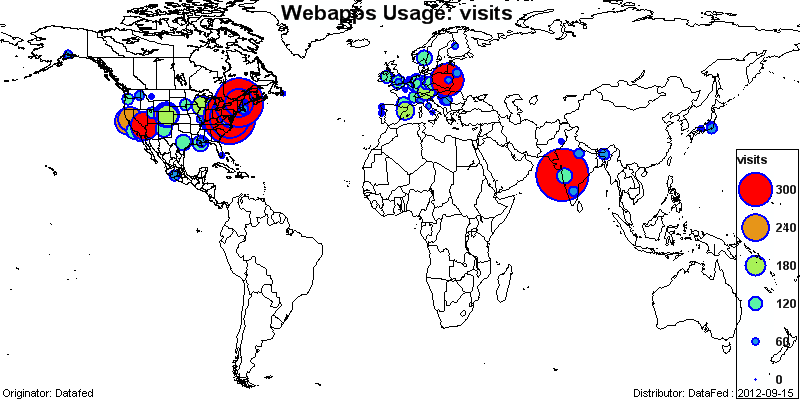 Webapps Usage: visits
visits
300
240
180
120
60
0
Originator: Datafed
Distributor: DataFed : 2012-09-15